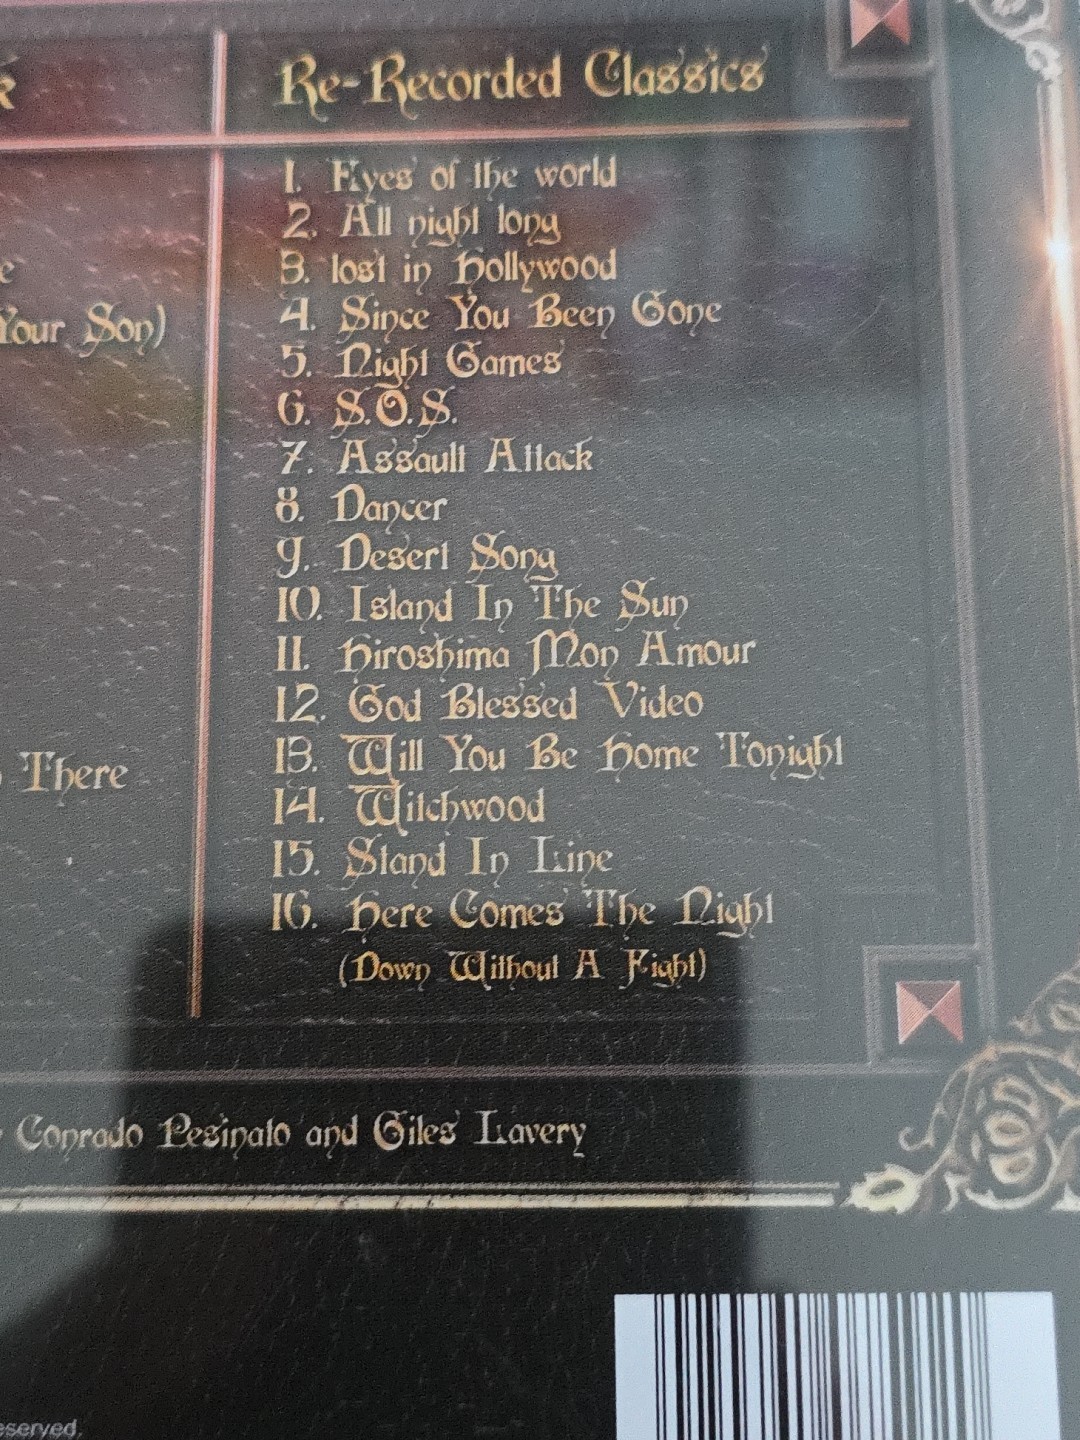 Re-Recorded Classics
1. Eyes of the world
2. All night long
3. lost in hollywood
4. Since You Been Gone
Your Son)
5. Night Games
6. S.O.S.
7. Assault Attack
8. Dancer
9. Desert Song
10. Island In The Sun
11. Hiroshima Mon Amour
12. God Blessed Video
13. Will You Be Home Tonight
There
14. Witchwood
15. Stand In Line
16. Here Comes The Night
(Down Without A Fight)
Conrado Pesinato and Giles Lavery